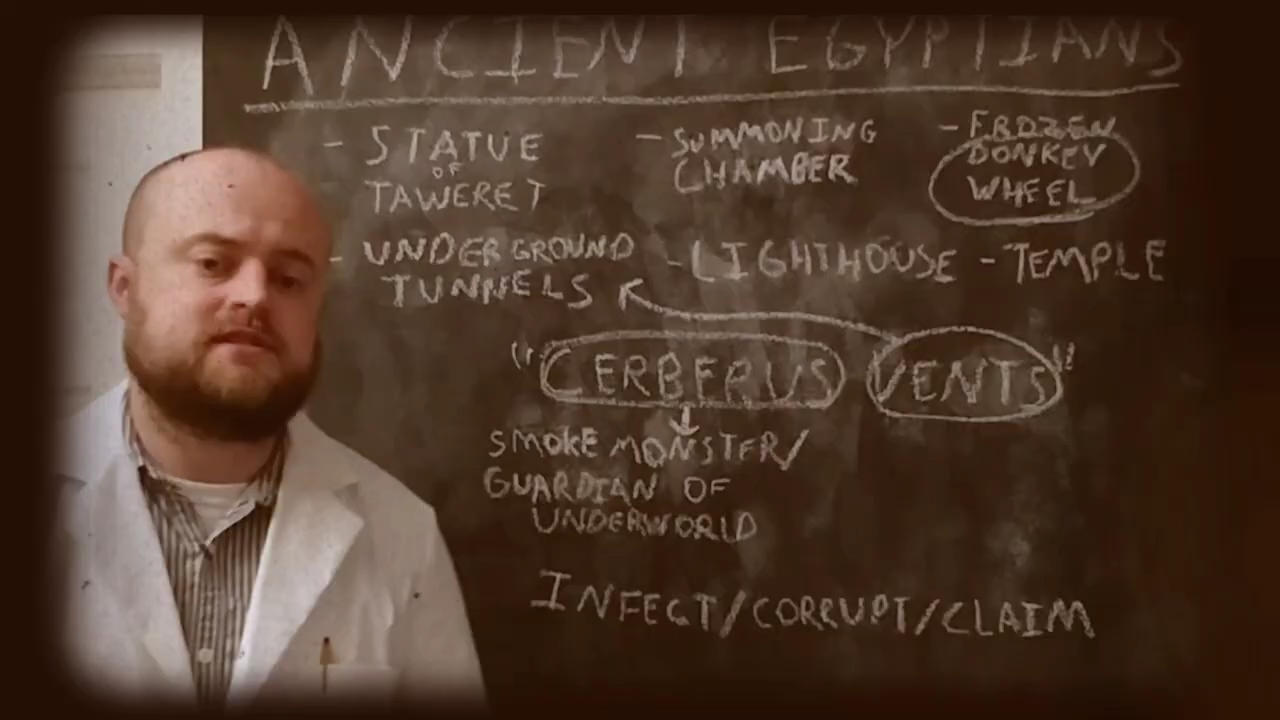 ANCIENT EGYPTIANS
- STATUE
OF
TAWERET
- SUMMONING
CHAMBER
- FROZEN
DONKEY
WHEEL
- UNDERGROUND
TUNNELS
- LIGHTHOUSE
- TEMPLE
"CERBERUS VENTS"
SMOKE MONSTER/
GUARDIAN OF
UNDERWORLD
INFECT/CORRUPT/CLAIM